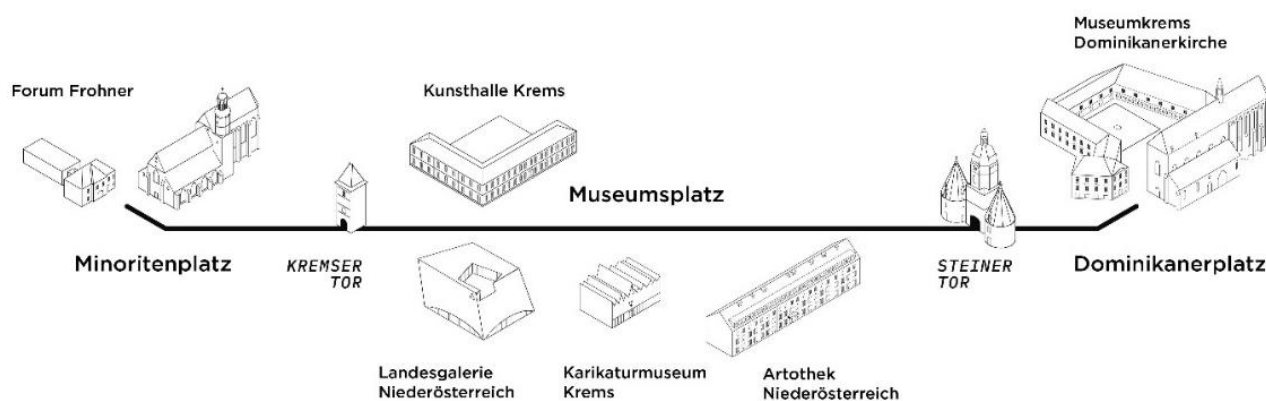 Museumkrems
Dominikanerkirche
Forum Frohner
Kunsthalle Krems
Museumsplatz
Minoritenplatz
KREMSER
TOR
STEINER
TOR
Dominikanerplatz
Landesgalerie
Niederösterreich
Karikaturmuseum
Krems
Artothek
Niederösterreich